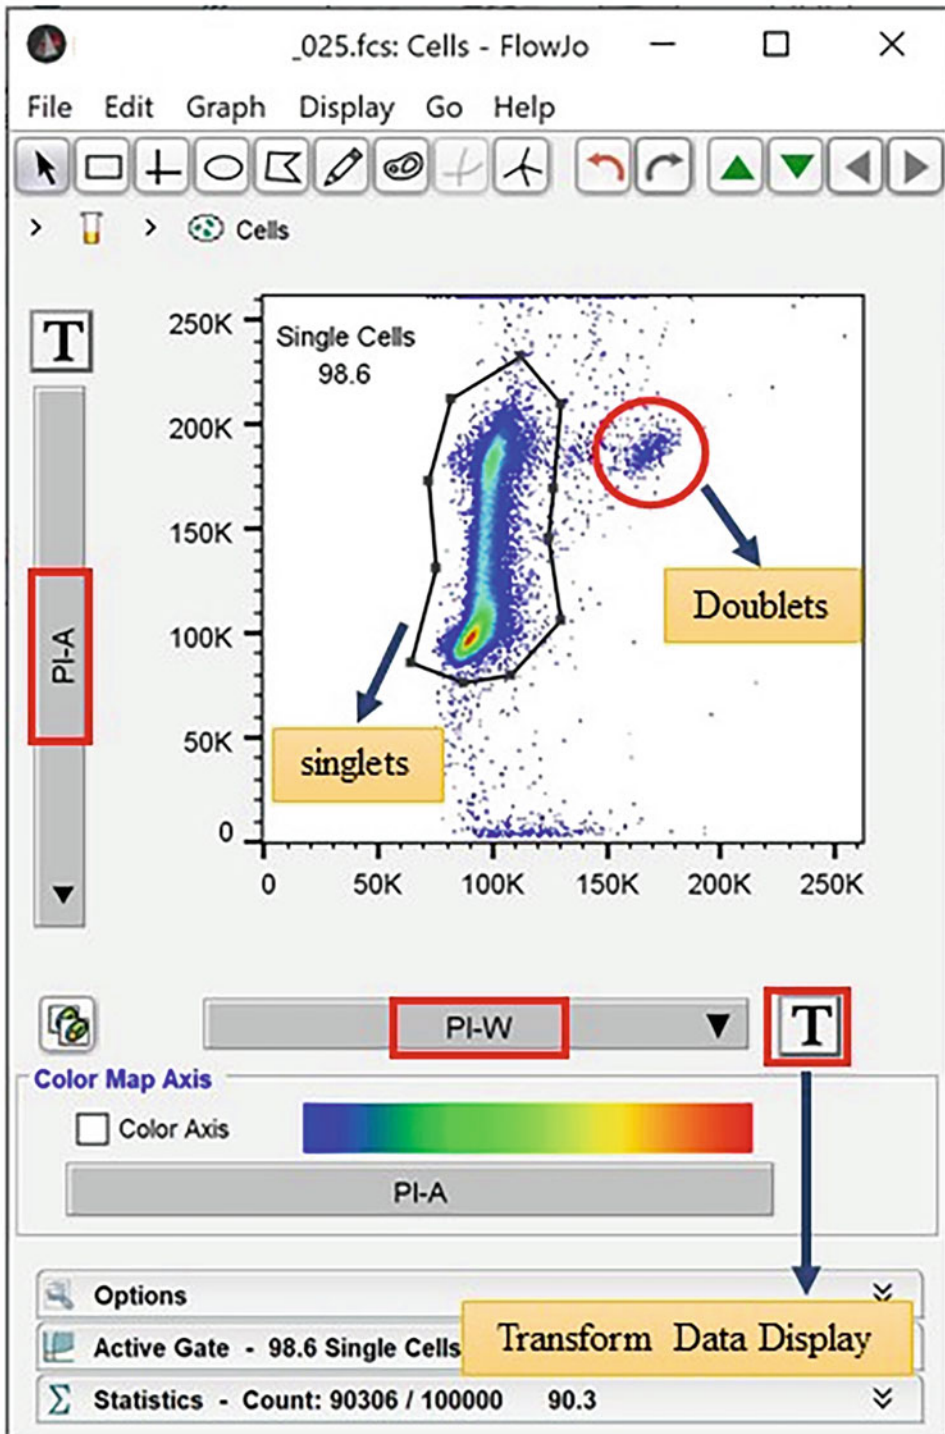 _025.fcs: Cells - FlowJo
File Edit Graph Display Go Help
Cells
T
250K
200K
150K
100K
50K
0
Single Cells
98.6
Doublets
singlets
PI-A
0 50K 100K 150K 200K 250K
PI-W
T
Color Map Axis
Color Axis
PI-A
Options
Transform Data Display
Active Gate - 98.6 Single Cells
Statistics - Count: 90306 / 100000 90.3